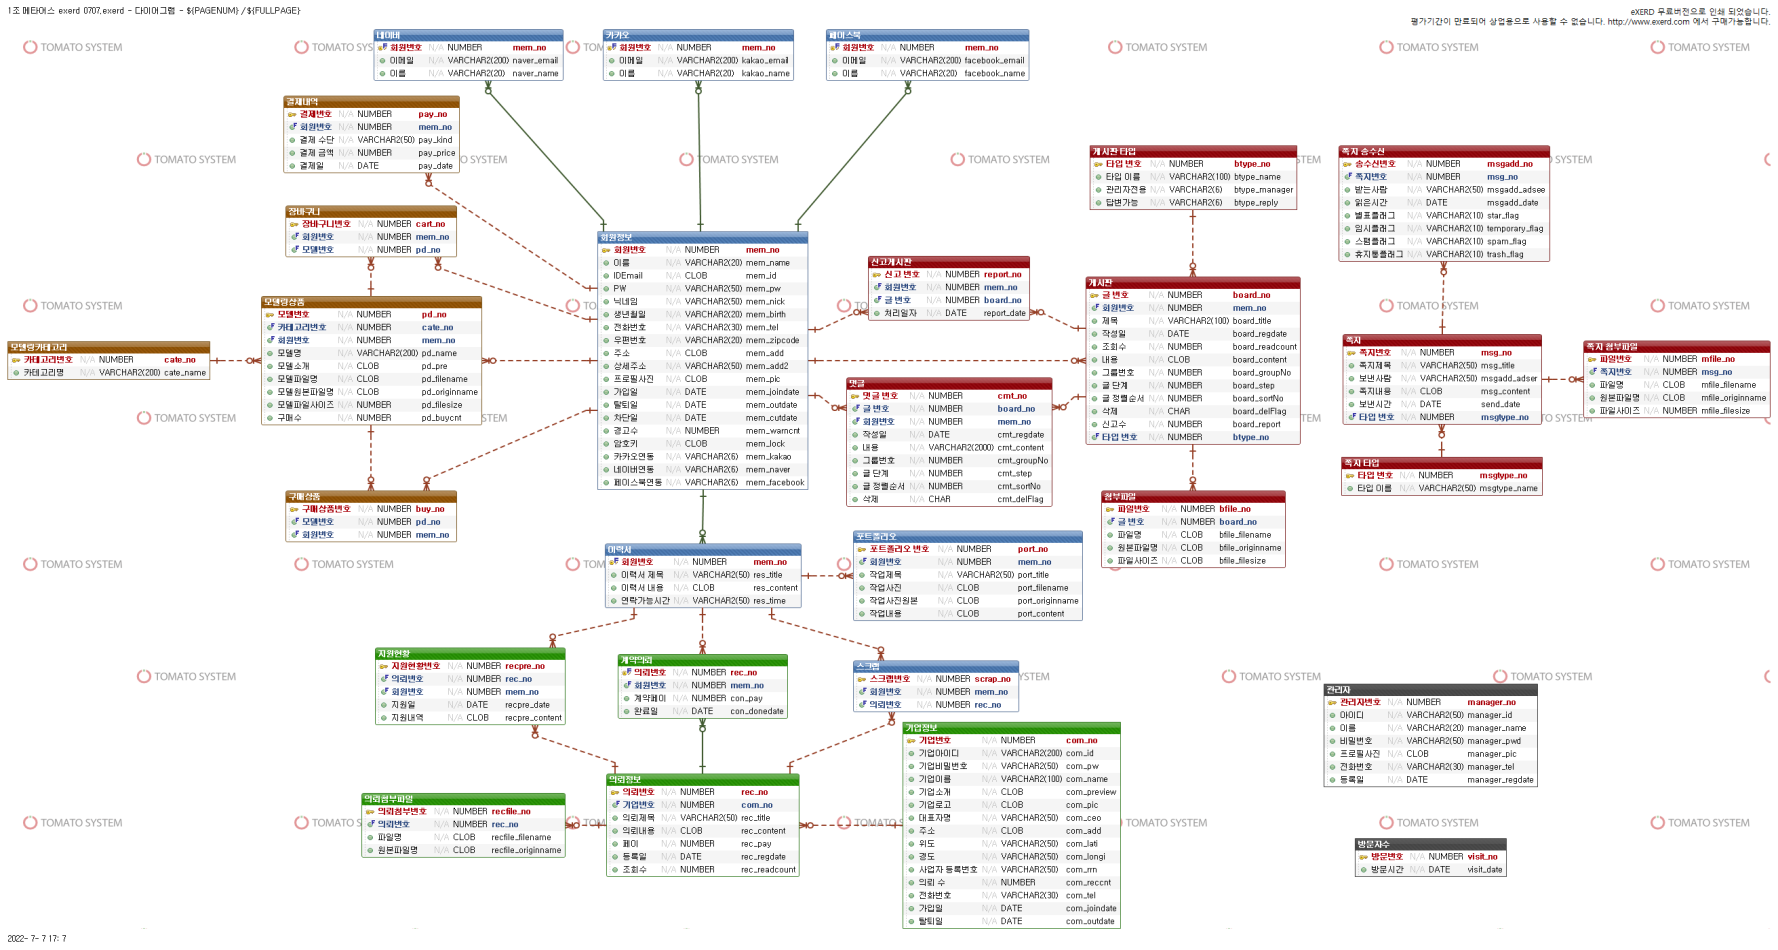 1조 메타어스 exerd 0707.exerd - 다이어그램 - ${PAGENUM} /${FULLPAGE}
eXERD 무료버전으로 인쇄 되었습니다.
평가기간이 만료되어 상업용으로 사용할 수 없습니다. http://www.exerd.com 에서 구매가능합니다.
네이버
회원번호 N/A NUMBER mem_no
이메일 N/A VARCHAR2(200) naver_email
이름 N/A VARCHAR2(20) naver_name
카카오
회원번호 N/A NUMBER mem_no
이메일 N/A VARCHAR2(200) kakao_email
이름 N/A VARCHAR2(20) kakao_name
페이스북
회원번호 N/A NUMBER mem_no
이메일 N/A VARCHAR2(200) facebook_email
이름 N/A VARCHAR2(20) facebook_name
결제내역
결제번호 N/A NUMBER pay_no
회원번호 N/A NUMBER mem_no
결제 수단 N/A VARCHAR2(50) pay_kind
결제 금액 N/A NUMBER pay_price
결제일 N/A DATE pay_date
장바구니
장바구니번호 N/A NUMBER cart_no
회원번호 N/A NUMBER mem_no
모델번호 N/A NUMBER pd_no
회원정보
회원번호 N/A NUMBER mem_no
이름 N/A VARCHAR2(20) mem_name
IDEmail N/A CLOB mem_id
PW N/A VARCHAR2(50) mem_pw
닉네임 N/A VARCHAR2(50) mem_nick
생년월일 N/A VARCHAR2(20) mem_birth
전화번호 N/A VARCHAR2(30) mem_tel
우편번호 N/A VARCHAR2(20) mem_zipcode
주소 N/A CLOB mem_add
상세주소 N/A VARCHAR2(50) mem_add2
프로필사진 N/A CLOB mem_pic
가입일 N/A DATE mem_joindate
탈퇴일 N/A DATE mem_outdate
차단일 N/A DATE mem_outdate
경고수 N/A NUMBER mem_warncnt
암호키 N/A CLOB mem_lock
카카오연동 N/A VARCHAR2(6) mem_kakao
네이버연동 N/A VARCHAR2(6) mem_naver
페이스북연동 N/A VARCHAR2(6) mem_facebook
모델링상품
모델번호 N/A NUMBER pd_no
카테고리번호 N/A NUMBER cate_no
회원번호 N/A NUMBER mem_no
모델명 N/A VARCHAR2(200) pd_name
모델소개 N/A CLOB pd_pre
모델파일명 N/A CLOB pd_filename
모델원본파일명 N/A CLOB pd_originname
모델파일사이즈 N/A NUMBER pd_filesize
구매수 N/A NUMBER pd_buycnt
모델링카테고리
카테고리번호 N/A NUMBER cate_no
카테고리명 N/A VARCHAR2(200) cate_name
구매상품
구매상품번호 N/A NUMBER buy_no
모델번호 N/A NUMBER pd_no
회원번호 N/A NUMBER mem_no
신고게시판
신고 번호 N/A NUMBER report_no
회원번호 N/A NUMBER mem_no
글 번호 N/A NUMBER board_no
처리일자 N/A DATE report_date
게시판 타입
타입 번호 N/A NUMBER btype_no
타입 이름 N/A VARCHAR2(100) btype_name
관리자전용 N/A VARCHAR2(6) btype_manager
답변가능 N/A VARCHAR2(6) btype_reply
게시판
글 번호 N/A NUMBER board_no
회원번호 N/A NUMBER mem_no
제목 N/A VARCHAR2(100) board_title
작성일 N/A DATE board_regdate
조회수 N/A NUMBER board_readcount
내용 N/A CLOB board_content
그룹번호 N/A NUMBER board_groupNo
글 단계 N/A NUMBER board_step
글 정렬순서 N/A NUMBER board_sortNo
삭제 N/A CHAR board_delFlag
신고수 N/A NUMBER board_report
타입 번호 N/A NUMBER btype_no
댓글
댓글 번호 N/A NUMBER cmt_no
글 번호 N/A NUMBER board_no
회원번호 N/A NUMBER mem_no
작성일 N/A DATE cmt_regdate
내용 N/A VARCHAR2(2000) cmt_content
그룹번호 N/A NUMBER cmt_groupNo
글 단계 N/A NUMBER cmt_step
글 정렬순서 N/A NUMBER cmt_sortNo
삭제 N/A CHAR cmt_delFlag
첨부파일
파일번호 N/A NUMBER bfile_no
글 번호 N/A NUMBER board_no
파일명 N/A CLOB bfile_filename
원본파일명 N/A CLOB bfile_originname
파일사이즈 N/A CLOB bfile_filesize
쪽지 송수신
송수신번호 N/A NUMBER msgadd_no
쪽지번호 N/A NUMBER msg_no
받는사람 N/A VARCHAR2(50) msgadd_adsee
읽은시간 N/A DATE msgadd_date
별표플래그 N/A VARCHAR2(10) star_flag
임시플래그 N/A VARCHAR2(10) temporary_flag
스팸플래그 N/A VARCHAR2(10) spam_flag
휴지통플래그 N/A VARCHAR2(10) trash_flag
쪽지
쪽지번호 N/A NUMBER msg_no
쪽지제목 N/A VARCHAR2(50) msg_title
보낸사람 N/A VARCHAR2(50) msgadd_adser
쪽지내용 N/A CLOB msg_content
보낸시간 N/A DATE send_date
타입 번호 N/A NUMBER msgtype_no
쪽지 첨부파일
파일번호 N/A NUMBER mfile_no
쪽지번호 N/A NUMBER msg_no
파일명 N/A CLOB mfile_filename
원본파일명 N/A CLOB mfile_originname
파일사이즈 N/A NUMBER mfile_filesize
쪽지 타입
타입 번호 N/A NUMBER msgtype_no
타입 이름 N/A VARCHAR2(50) msgtype_name
이력서
회원번호 N/A NUMBER mem_no
이력서 제목 N/A VARCHAR2(50) res_title
이력서 내용 N/A CLOB res_content
연락가능시간 N/A VARCHAR2(50) res_time
포트폴리오
포트폴리오 번호 N/A NUMBER port_no
회원번호 N/A NUMBER mem_no
작업제목 N/A VARCHAR2(50) port_title
작업사진 N/A CLOB port_filename
작업사진원본 N/A CLOB port_originname
작업내용 N/A CLOB port_content
지원현황
지원현황번호 N/A NUMBER recpre_no
의뢰번호 N/A NUMBER rec_no
회원번호 N/A NUMBER mem_no
지원일 N/A DATE recpre_date
지원내역 N/A CLOB recpre_content
계약의뢰
의뢰번호 N/A NUMBER rec_no
회원번호 N/A NUMBER mem_no
계약페이 N/A NUMBER con_pay
완료일 N/A DATE con_donedate
스크랩
스크랩번호 N/A NUMBER scrap_no
회원번호 N/A NUMBER mem_no
의뢰번호 N/A NUMBER rec_no
기업정보
기업번호 N/A NUMBER com_no
기업아이디 N/A VARCHAR2(200) com_id
기업비밀번호 N/A VARCHAR2(50) com_pw
기업이름 N/A VARCHAR2(100) com_name
기업소개 N/A CLOB com_preview
기업로고 N/A CLOB com_pic
대표자명 N/A VARCHAR2(50) com_ceo
주소 N/A CLOB com_add
위도 N/A VARCHAR2(50) com_lati
경도 N/A VARCHAR2(50) com_longi
사업자 등록번호 N/A VARCHAR2(50) com_rrn
의뢰 수 N/A NUMBER com_reccnt
전화번호 N/A VARCHAR2(30) com_tel
가입일 N/A DATE com_joindate
탈퇴일 N/A DATE com_outdate
의뢰정보
의뢰번호 N/A NUMBER rec_no
기업번호 N/A NUMBER com_no
의뢰제목 N/A VARCHAR2(50) rec_title
의뢰내용 N/A CLOB rec_content
페이 N/A NUMBER rec_pay
등록일 N/A DATE rec_regdate
조회수 N/A NUMBER rec_readcount
의뢰첨부파일
의뢰첨부번호 N/A NUMBER recfile_no
의뢰번호 N/A NUMBER rec_no
파일명 N/A CLOB recfile_filename
원본파일명 N/A CLOB recfile_originname
관리자
관리자번호 N/A NUMBER manager_no
아이디 N/A VARCHAR2(50) manager_id
이름 N/A VARCHAR2(20) manager_name
비밀번호 N/A VARCHAR2(50) manager_pwd
프로필사진 N/A CLOB manager_pic
전화번호 N/A VARCHAR2(30) manager_tel
등록일 N/A DATE manager_regdate
방문자수
방문번호 N/A NUMBER visit_no
방문시간 N/A DATE visit_date
TOMATO SYSTEM
2022- 7- 7 17: 7